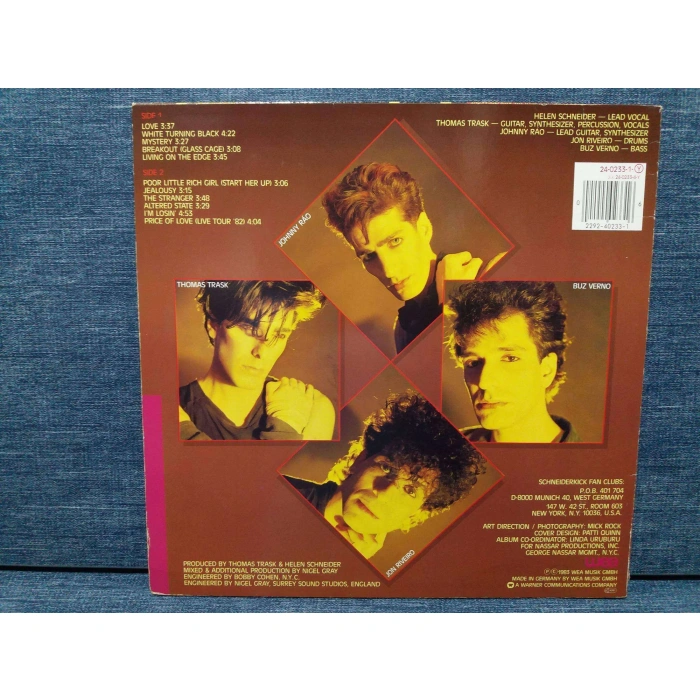 SIDE 1
LOVE 3:37
WHITE TURNING BLACK 4:22
MYSTERY 3:27
BREAKOUT (GLASS CAGE) 3:08
LIVING ON THE EDGE 3:45
SIDE 2
POOR LITTLE RICH GIRL (START HER UP) 3:06
JEALOUSY 3:15
THE STRANGER 3:48
ALTERED STATE 3:29
I'M LOSIN' 4:53
PRICE OF LOVE (LIVE TOUR '82) 4:04
HELEN SCHNEIDER — LEAD VOCAL
THOMAS TRASK — GUITAR, SYNTHESIZER, PERCUSSION, VOCALS
JOHNNY RÁO — LEAD GUITAR, SYNTHESIZER
JON RIVEIRO — DRUMS
BUZ VERNO — BASS
24-0233-1-Y
0
6
2292-40233-1
JOHNNY RÁO
THOMAS TRASK
BUZ VERNO
JON RIVEIRO
SCHNEIDERKICK FAN CLUBS:
P.O.B. 401 704
D-8000 MUNICH 40, WEST GERMANY
147 W. 42 ST., ROOM 603
NEW YORK, N.Y. 10036, U.S.A.
ART DIRECTION / PHOTOGRAPHY: MICK ROCK
COVER DESIGN: PATTI QUINN
ALBUM CO-ORDINATOR: LINDA URUBURU
FOR NASSAR PRODUCTIONS, INC
GEORGE NASSAR MGMT., N.Y.C.
PRODUCED BY THOMAS TRASK & HELEN SCHNEIDER
MIXED & ADDITIONAL PRODUCTION BY NIGEL GRAY
ENGINEERED BY BOBBY COHEN, N.Y.C.
ENGINEERED BY NIGEL GRAY, SURREY SOUND STUDIOS, ENGLAND
℗ © 1983 WEA MUSIK GMBH
MADE IN GERMANY BY WEA MUSIK GMBH
A WARNER COMMUNICATIONS COMPANY